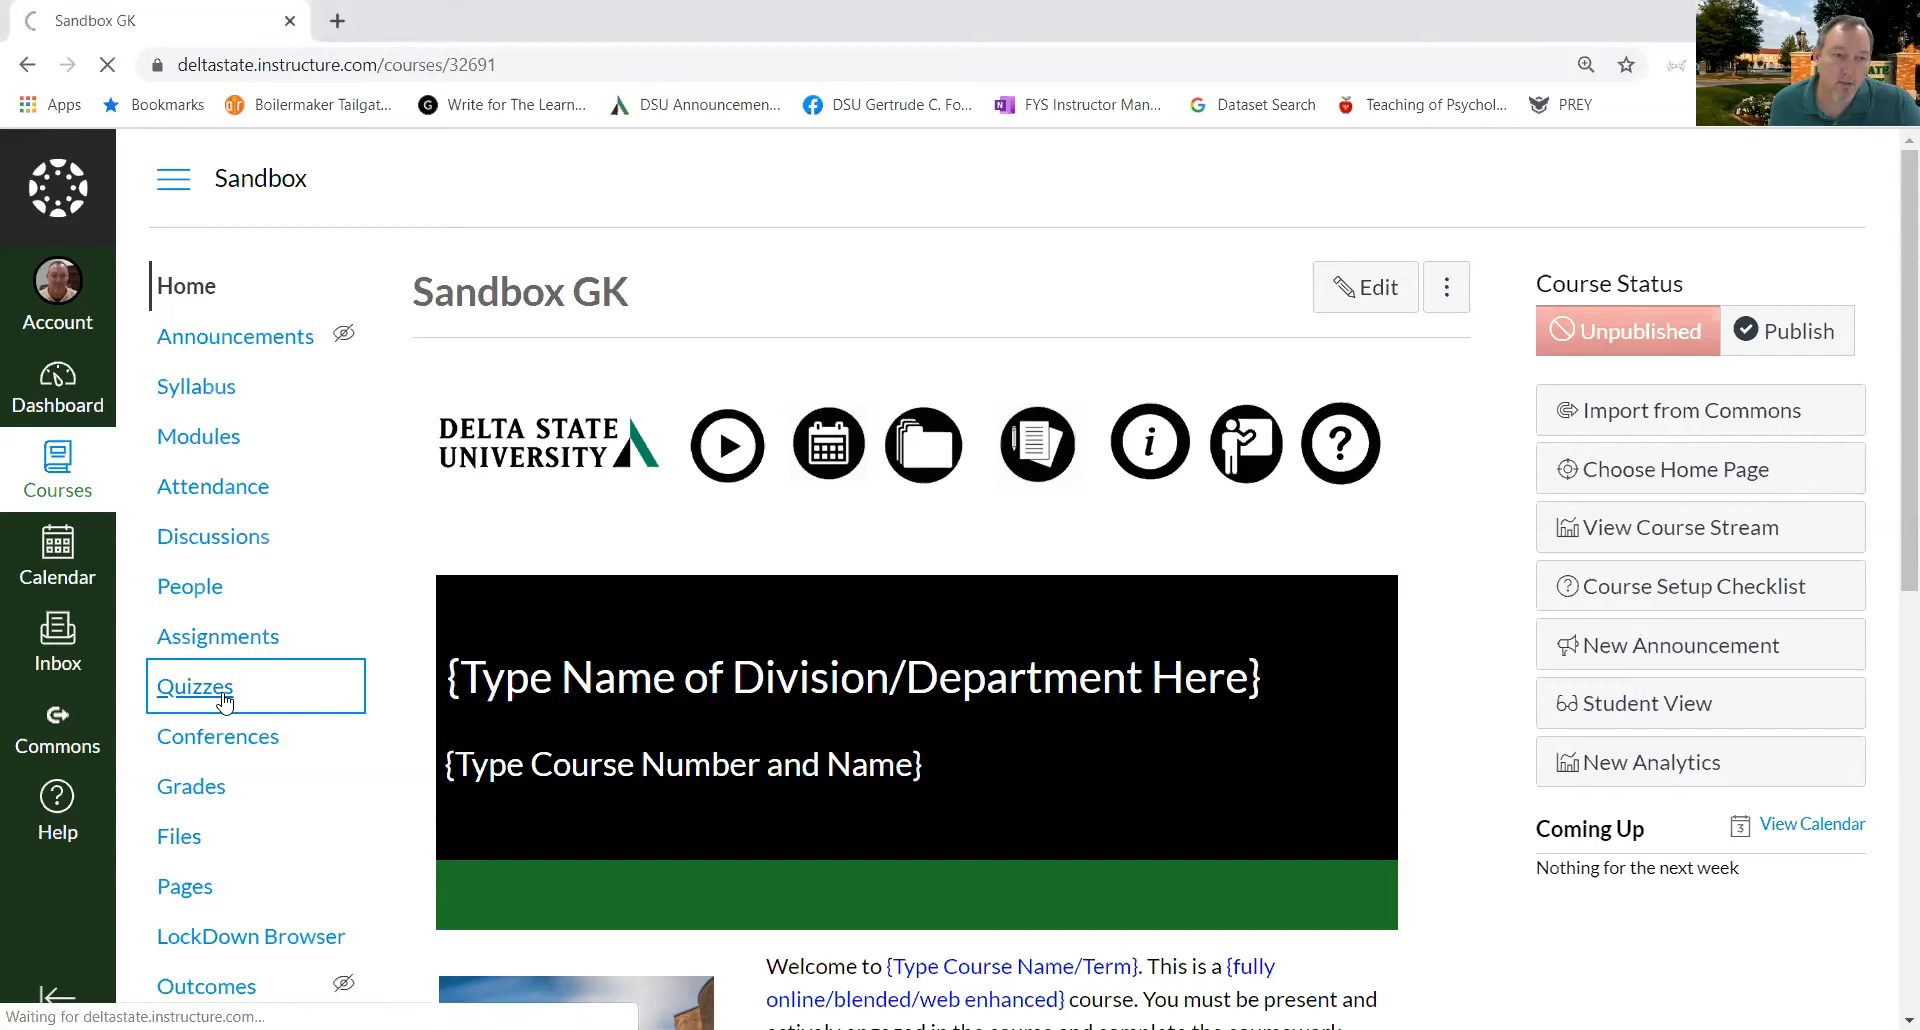 Sandbox GK
deltastate.instructure.com/courses/32691
Apps
Bookmarks
Boilermaker Tailgat...
Write for The Learn...
DSU Announcemen...
DSU Gertrude C. Fo...
FYS Instructor Man...
Dataset Search
Teaching of Psychol...
PREY
Sandbox
Account
Dashboard
Courses
Calendar
Inbox
Commons
Help
Home
Announcements
Syllabus
Modules
Attendance
Discussions
People
Assignments
Quizzes
Conferences
Grades
Files
Pages
LockDown Browser
Outcomes
Sandbox GK
Edit
DELTA STATE
UNIVERSITY
{Type Name of Division/Department Here}
{Type Course Number and Name}
Welcome to {Type Course Name/Term}. This is a {fully
online/blended/web enhanced} course. You must be present and
Course Status
Unpublished
Publish
Import from Commons
Choose Home Page
View Course Stream
Course Setup Checklist
New Announcement
Student View
New Analytics
Coming Up
3
View Calendar
Nothing for the next week
Waiting for deltastate.instructure.com...